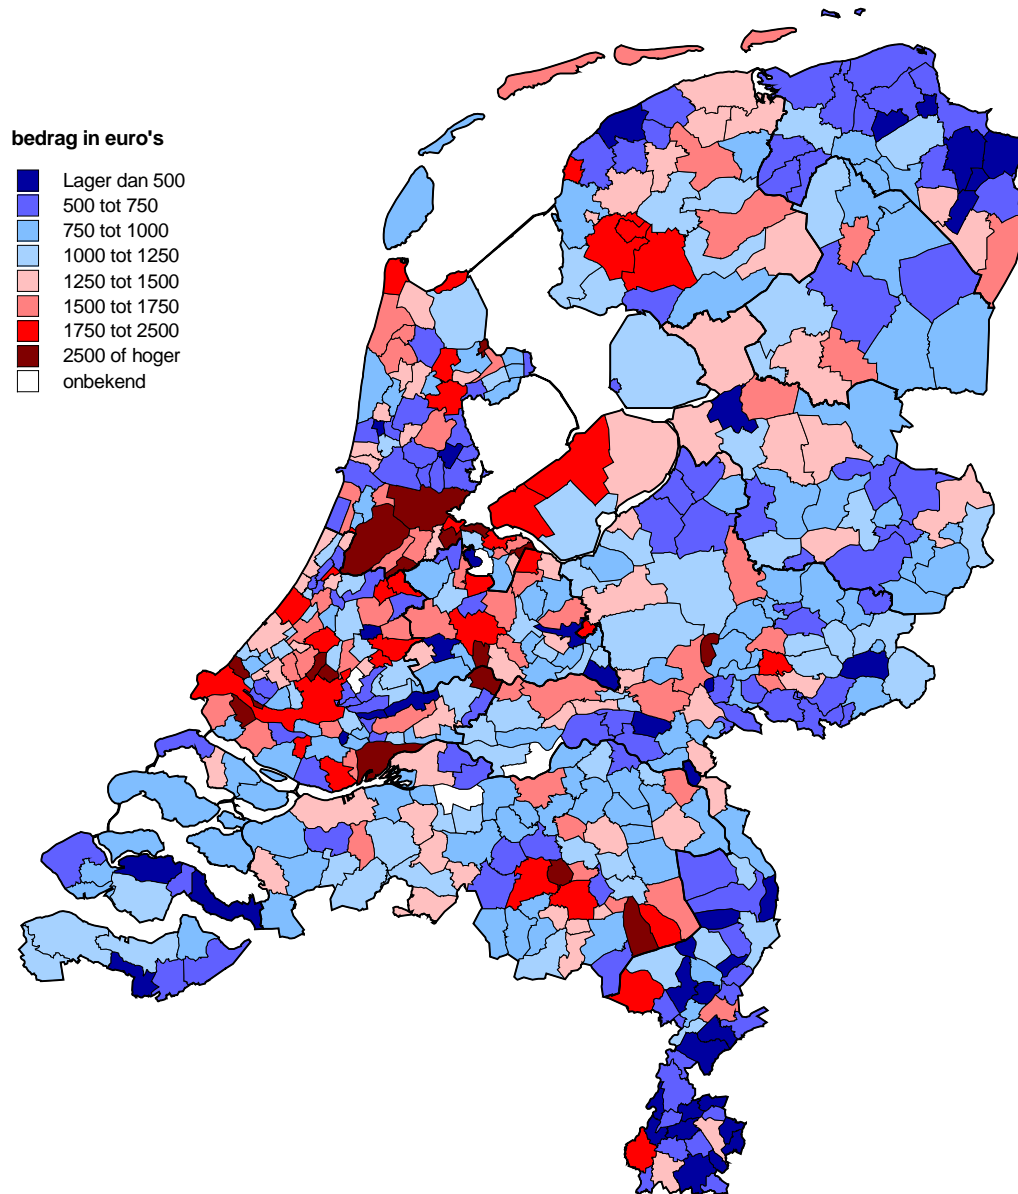 bedrag in euro's
Lager dan 500
500 tot 750
750 tot 1000
1000 tot 1250
1250 tot 1500
1500 tot 1750
1750 tot 2500
2500 of hoger
onbekend